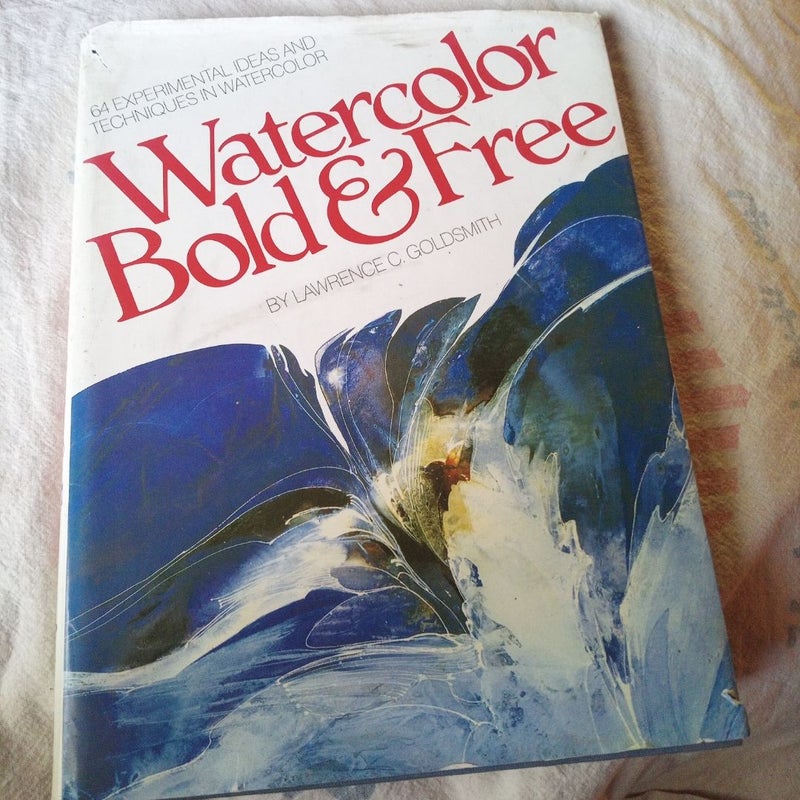 64 EXPERIMENTAL IDEAS AND
TECHNIQUES IN WATERCOLOR
Watercolor
Bold & Free
BY LAWRENCE C. GOLDSMITH